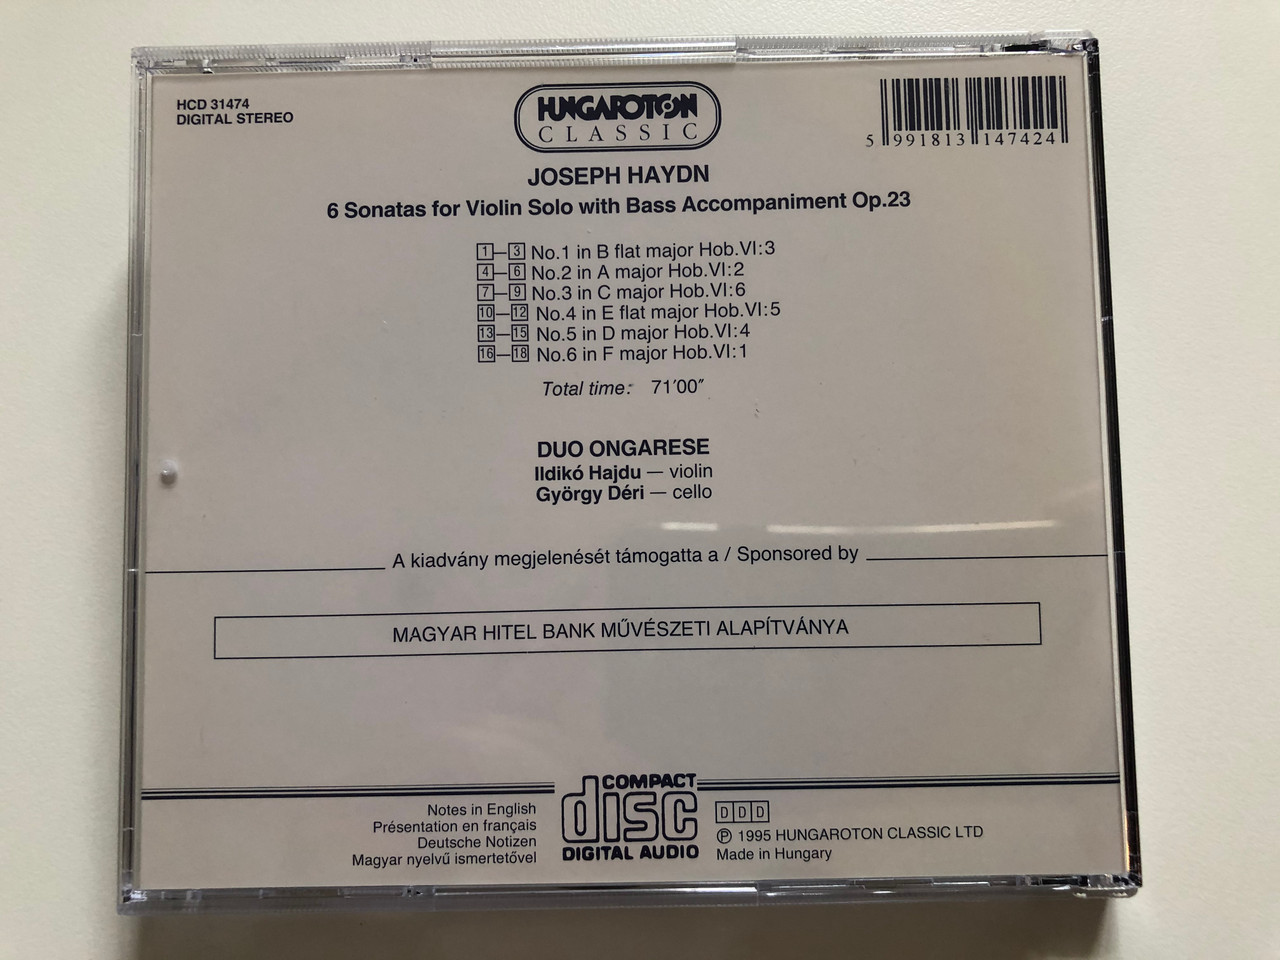 HCD 31474
DIGITAL STEREO
HUNGAROTON
CLASSIC
5 991813 147424
JOSEPH HAYDN
6 Sonatas for Violin Solo with Bass Accompaniment Op.23
1—3 No.1 in B flat major Hob.VI:3
4—6 No.2 in A major Hob.VI:2
7—9 No.3 in C major Hob.VI:6
10—12 No.4 in E flat major Hob.VI:5
13—15 No.5 in D major Hob.VI:4
16—18 No.6 in F major Hob.VI:1
Total time: 71′00″
DUO ONGARESE
Ildikó Hajdu — violin
György Déri — cello
A kiadvány megjelenését támogatta a / Sponsored by
MAGYAR HITEL BANK MŰVÉSZETI ALAPÍTVÁNYA
Notes in English
Présentation en français
Deutsche Notizen
Magyar nyelvű ismertetővel
COMPACT
disc
DIGITAL AUDIO
DDD
℗ 1995 HUNGAROTON CLASSIC LTD
Made in Hungary